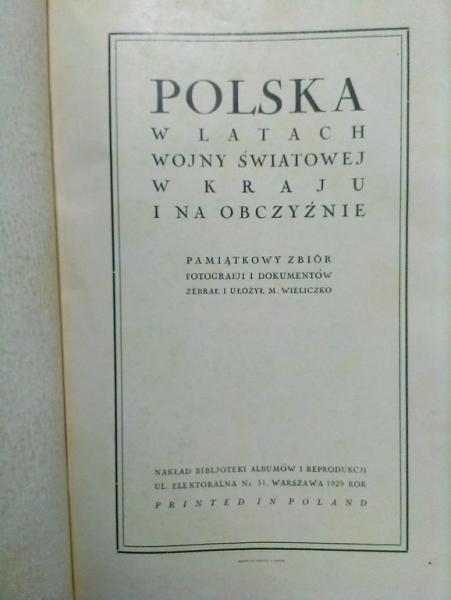 POLSKA
W LATACH
WOJNY ŚWIATOWEJ
W KRAJU
I NA OBCZYŹNIE
PAMIĄTKOWY ZBIÓR
FOTOGRAFJI I DOKUMENTÓW
ZEBRAŁ I UŁOŻYŁ M. WIELICZKO
NAKŁAD BIBLJOTEKI ALBUMÓW I REPRODUKCJI
UL. ELEKTORALNA Nr. 31, WARSZAWA 1929 ROK
PRINTED IN POLAND